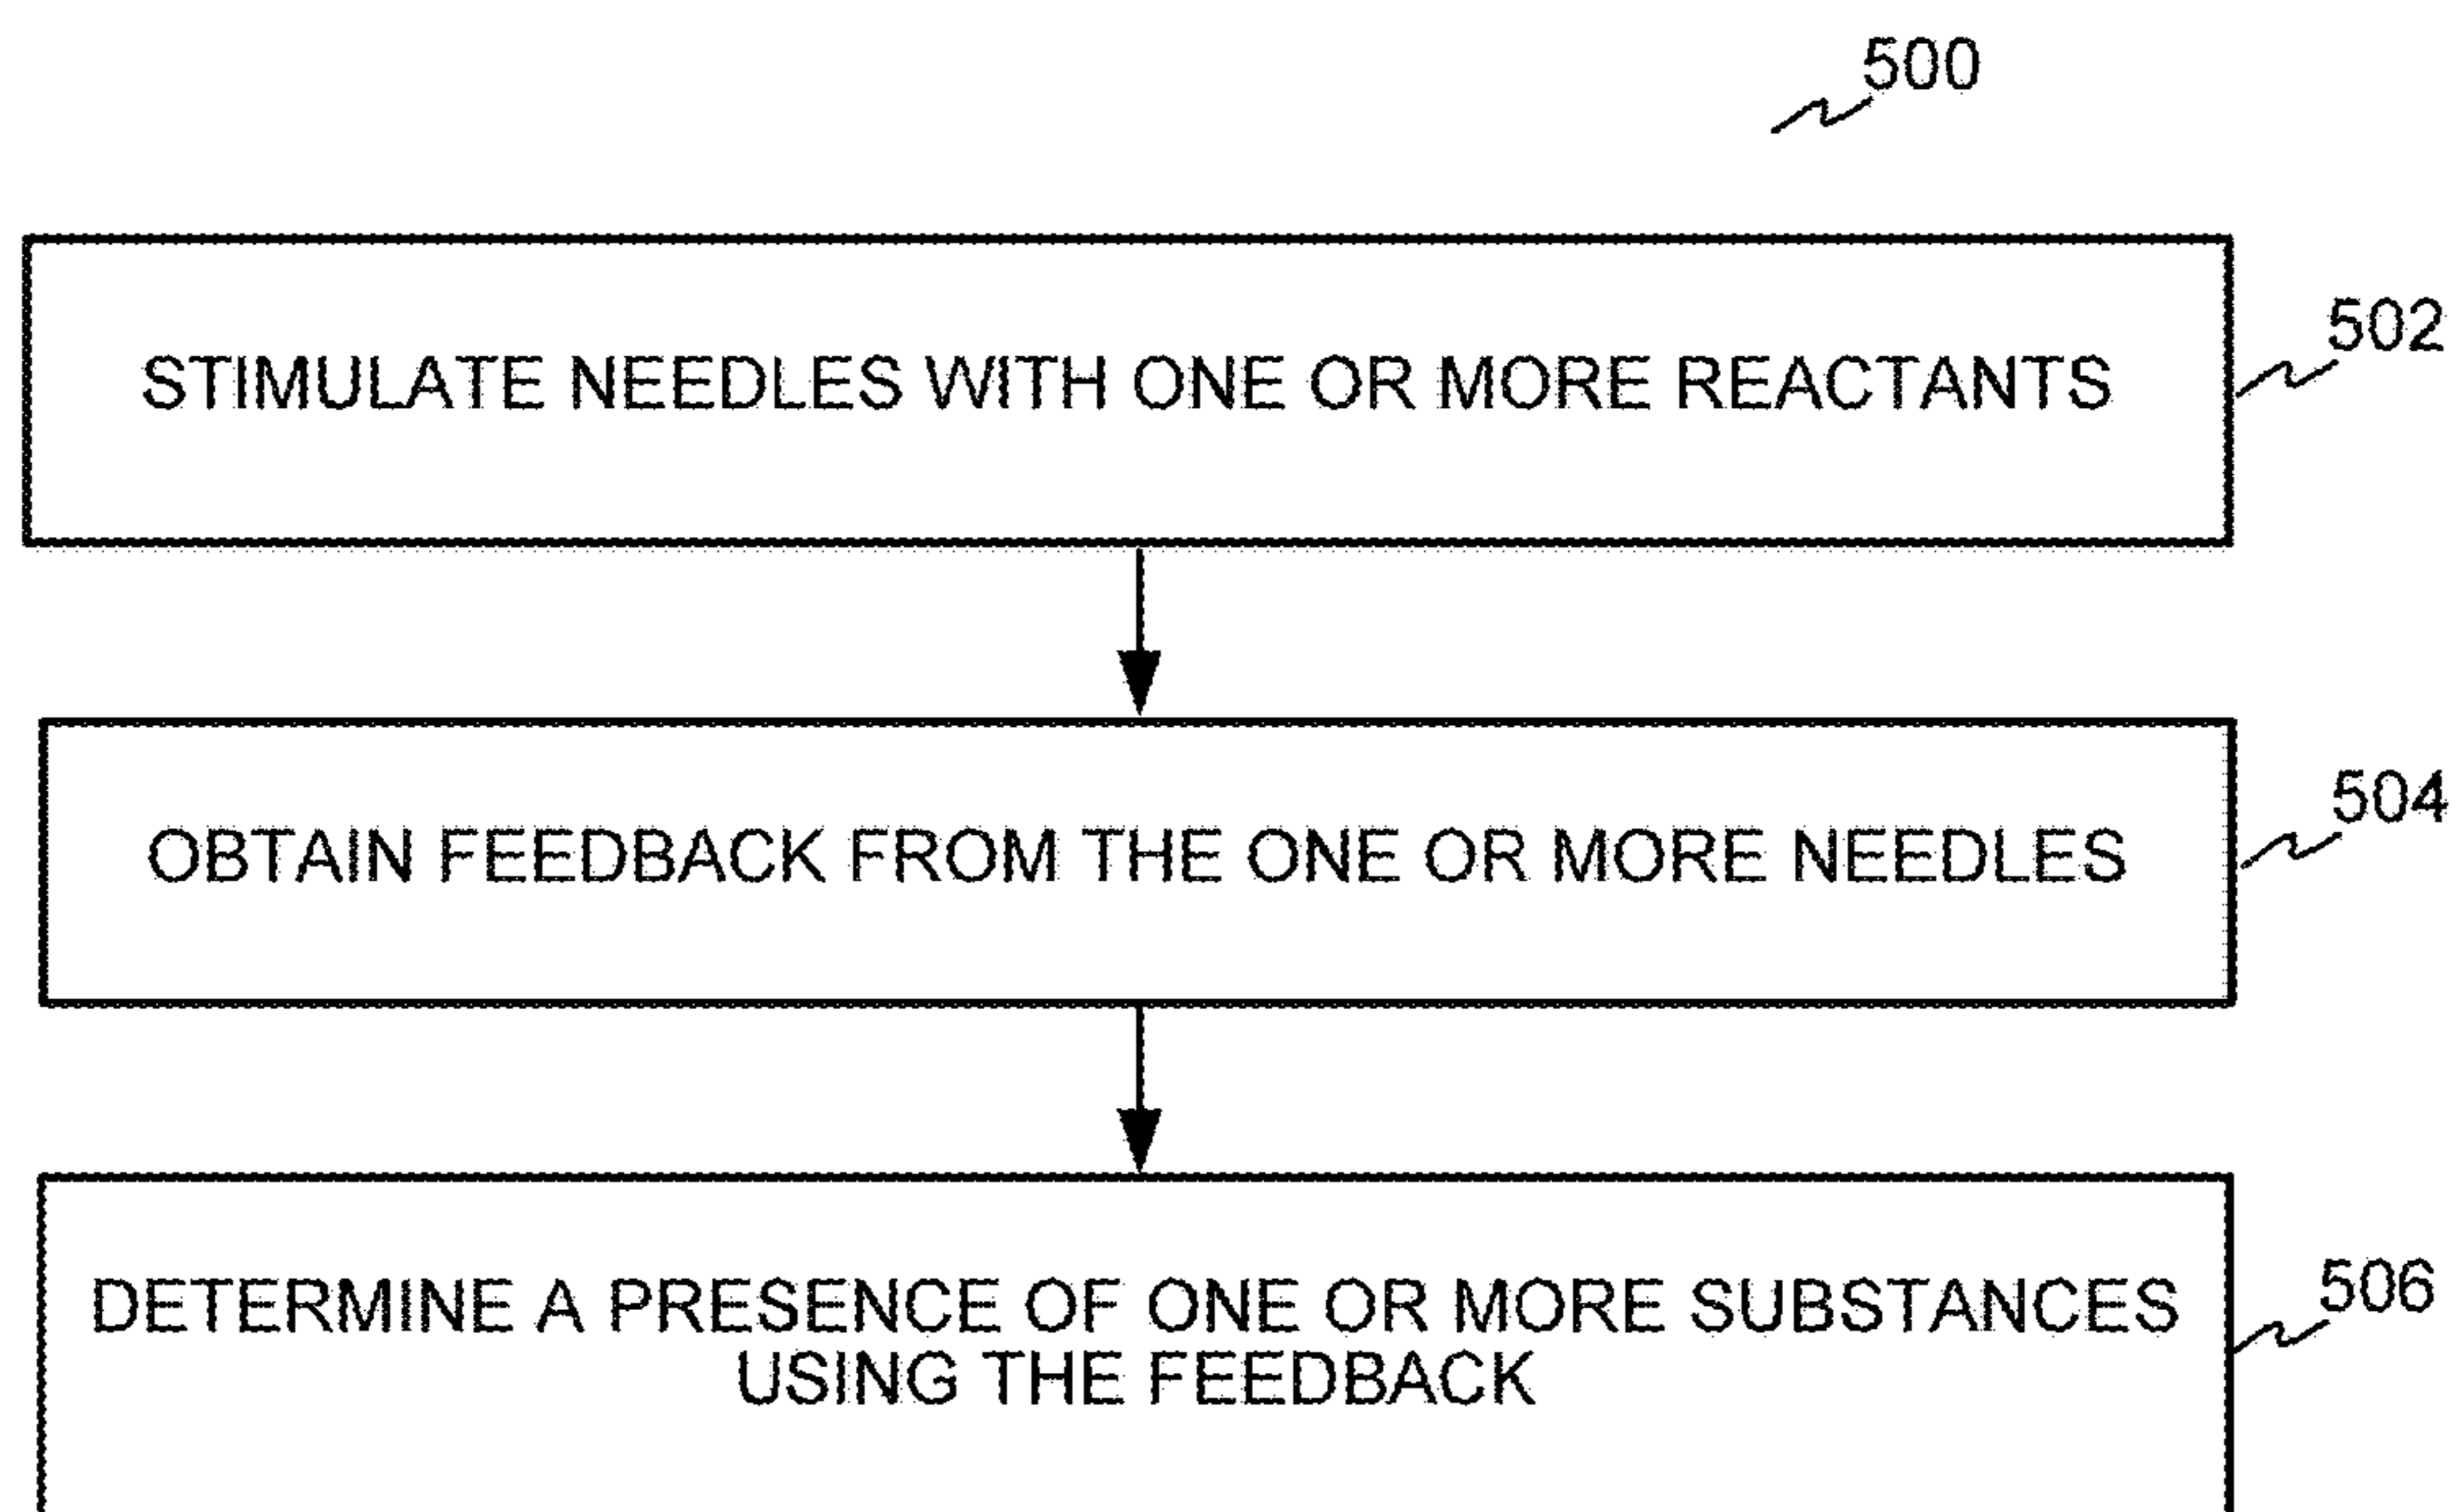 500
STIMULATE NEEDLES WITH ONE OR MORE REACTANTS
502
OBTAIN FEEDBACK FROM THE ONE OR MORE NEEDLES
504
DETERMINE A PRESENCE OF ONE OR MORE SUBSTANCES
USING THE FEEDBACK
506